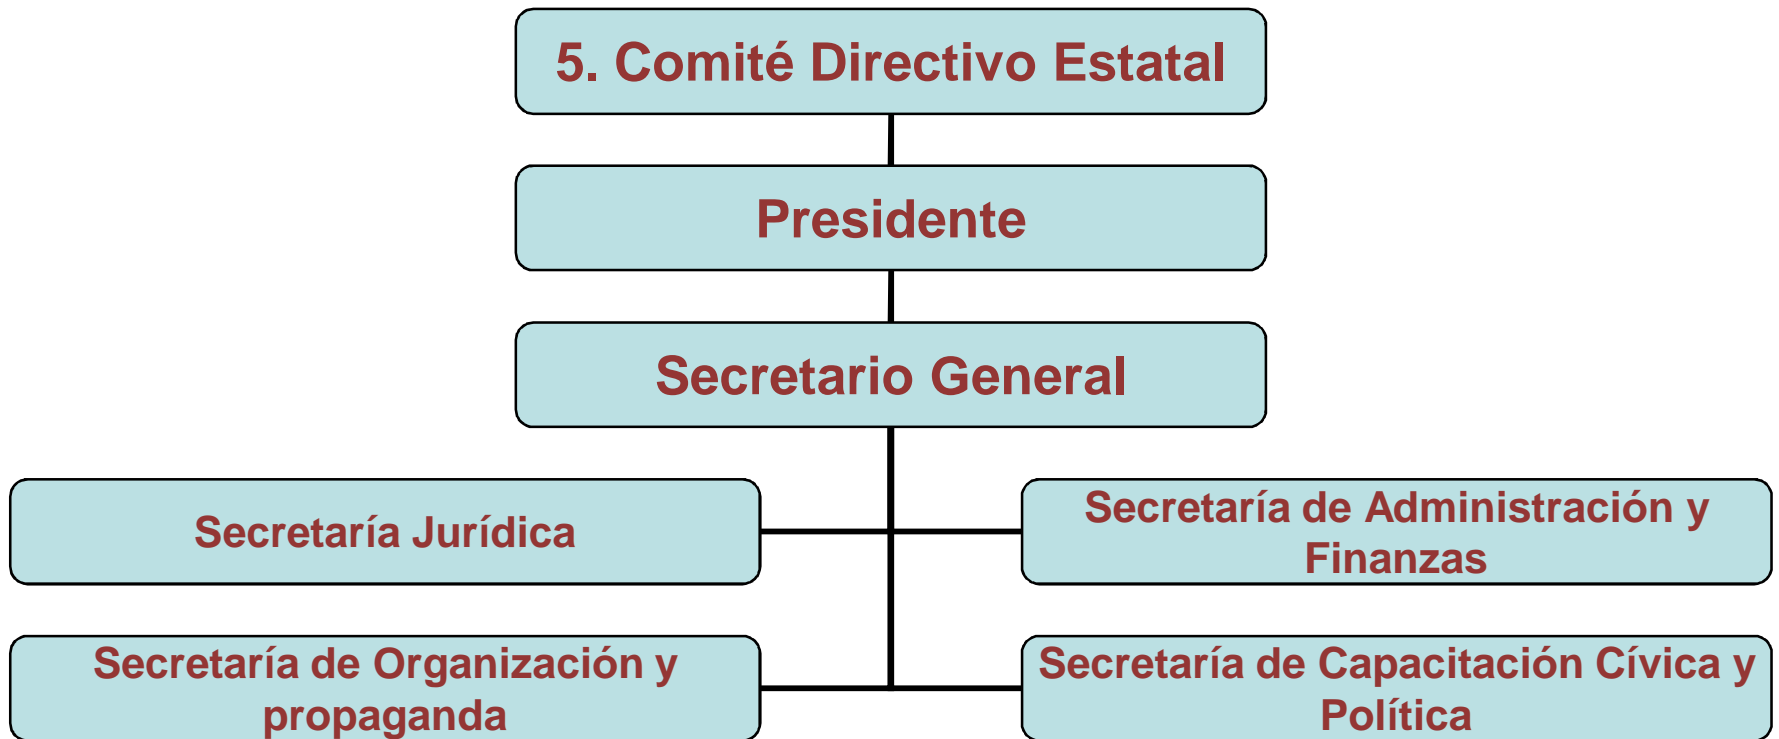 5. Comité Directivo Estatal
Presidente
Secretario General
Secretaría Jurídica
Secretaría de Administración y
Finanzas
Secretaría de Organización y
propaganda
Secretaría de Capacitación Cívica y
Política